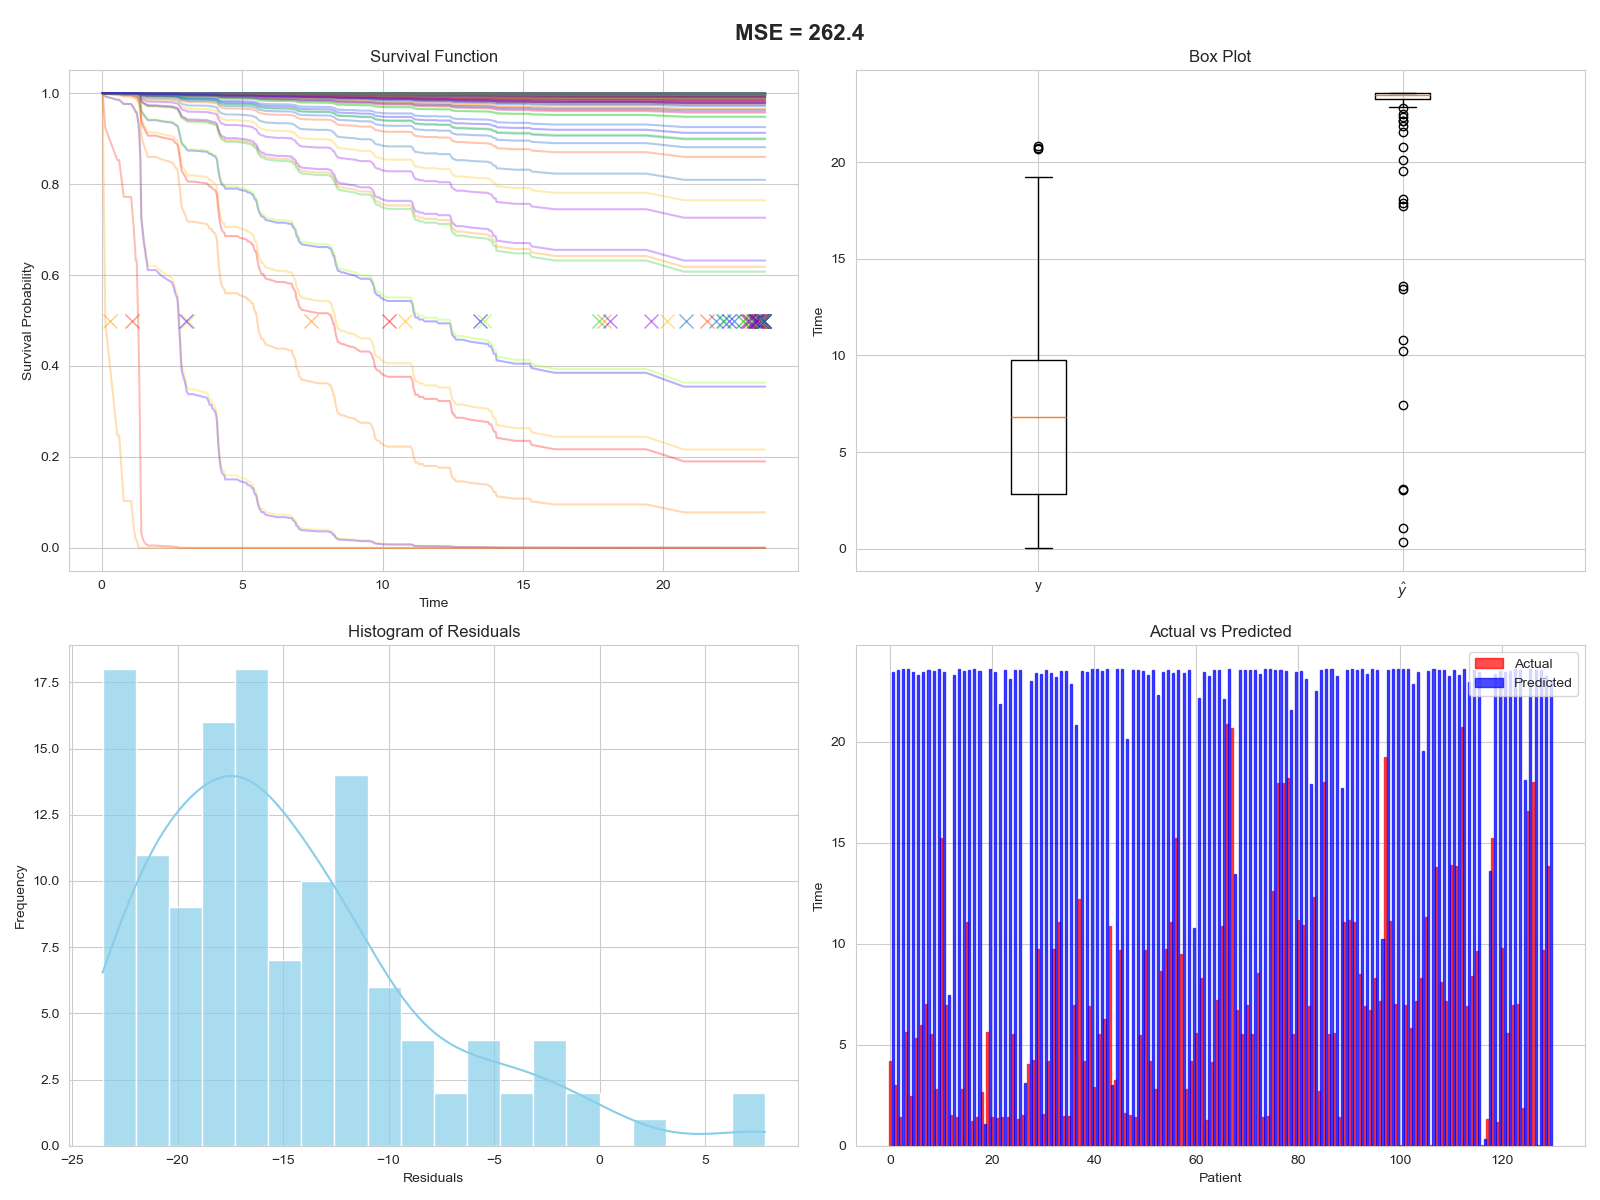 MSE = 262.4
Survival Function
1.0
0.8
0.6
0.4
0.2
0.0
Survival Probability
0 5 10 15 20
Time
Box Plot
20
15
10
5
0
Time
y ŷ
Histogram of Residuals
17.5
15.0
12.5
10.0
7.5
5.0
2.5
0.0
Frequency
−25 −20 −15 −10 −5 0 5
Residuals
Actual vs Predicted
Actual
Predicted
20
15
10
5
0
Time
0 20 40 60 80 100 120
Patient